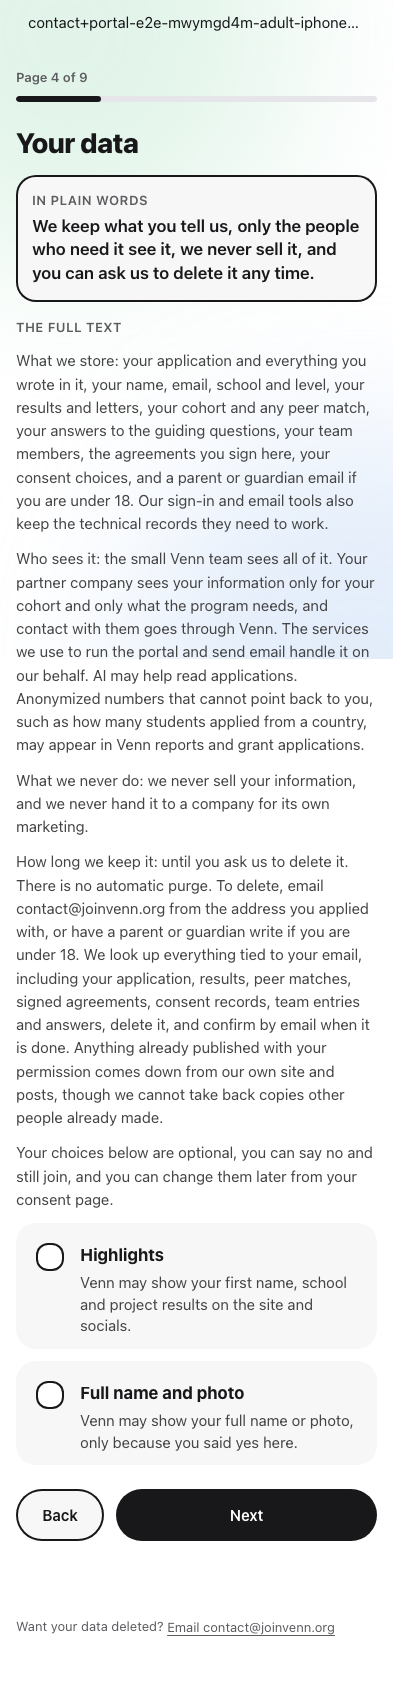 contact+portal-e2e-mwymgd4m-adult-iphone...
Page 4 of 9
Your data
IN PLAIN WORDS
We keep what you tell us, only the people
who need it see it, we never sell it, and
you can ask us to delete it any time.
THE FULL TEXT
What we store: your application and everything you
wrote in it, your name, email, school and level, your
results and letters, your cohort and any peer match,
your answers to the guiding questions, your team
members, the agreements you sign here, your
consent choices, and a parent or guardian email if
you are under 18. Our sign-in and email tools also
keep the technical records they need to work.
Who sees it: the small Venn team sees all of it. Your
partner company sees your information only for your
cohort and only what the program needs, and
contact with them goes through Venn. The services
we use to run the portal and send email handle it on
our behalf. AI may help read applications.
Anonymized numbers that cannot point back to you,
such as how many students applied from a country,
may appear in Venn reports and grant applications.
What we never do: we never sell your information,
and we never hand it to a company for its own
marketing.
How long we keep it: until you ask us to delete it.
There is no automatic purge. To delete, email
contact@joinvenn.org from the address you applied
with, or have a parent or guardian write if you are
under 18. We look up everything tied to your email,
including your application, results, peer matches,
signed agreements, consent records, team entries
and answers, delete it, and confirm by email when it
is done. Anything already published with your
permission comes down from our own site and
posts, though we cannot take back copies other
people already made.
Your choices below are optional, you can say no and
still join, and you can change them later from your
consent page.
Highlights
Venn may show your first name, school
and project results on the site and
socials.
Full name and photo
Venn may show your full name or photo,
only because you said yes here.
Back
Next
Want your data deleted? Email contact@joinvenn.org